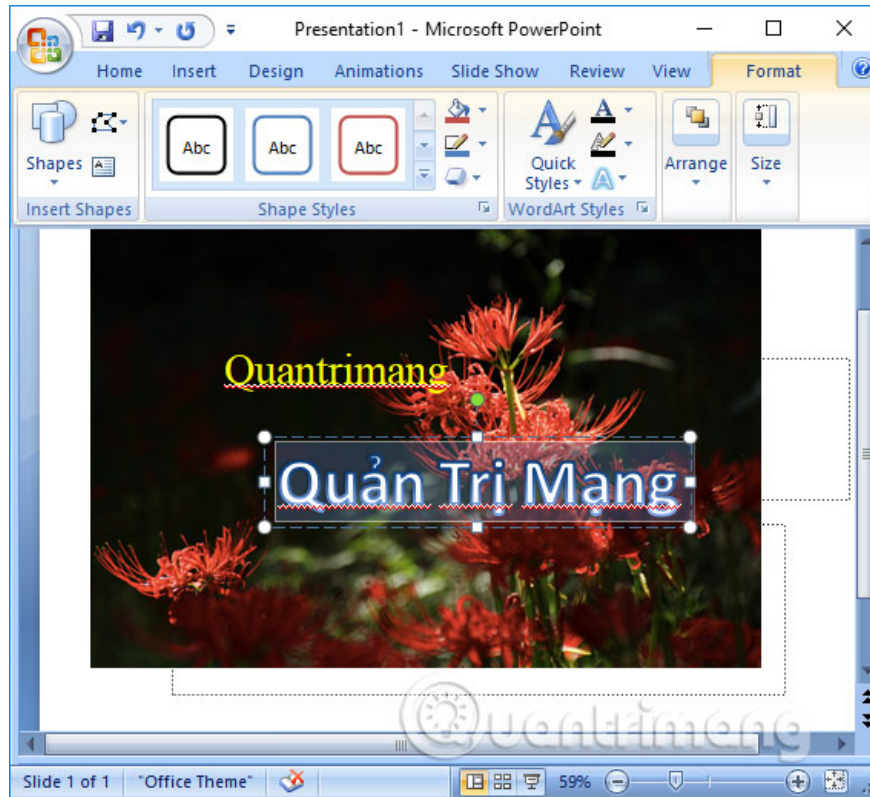 Presentation1 - Microsoft PowerPoint
Home Insert Design Animations Slide Show Review View Format
Abc Abc Abc
Shapes
Quick Styles
Arrange
Size
Insert Shapes Shape Styles WordArt Styles
Quantrimang
Quản Trị Mạng
Quantrimang
Slide 1 of 1 "Office Theme" 59%